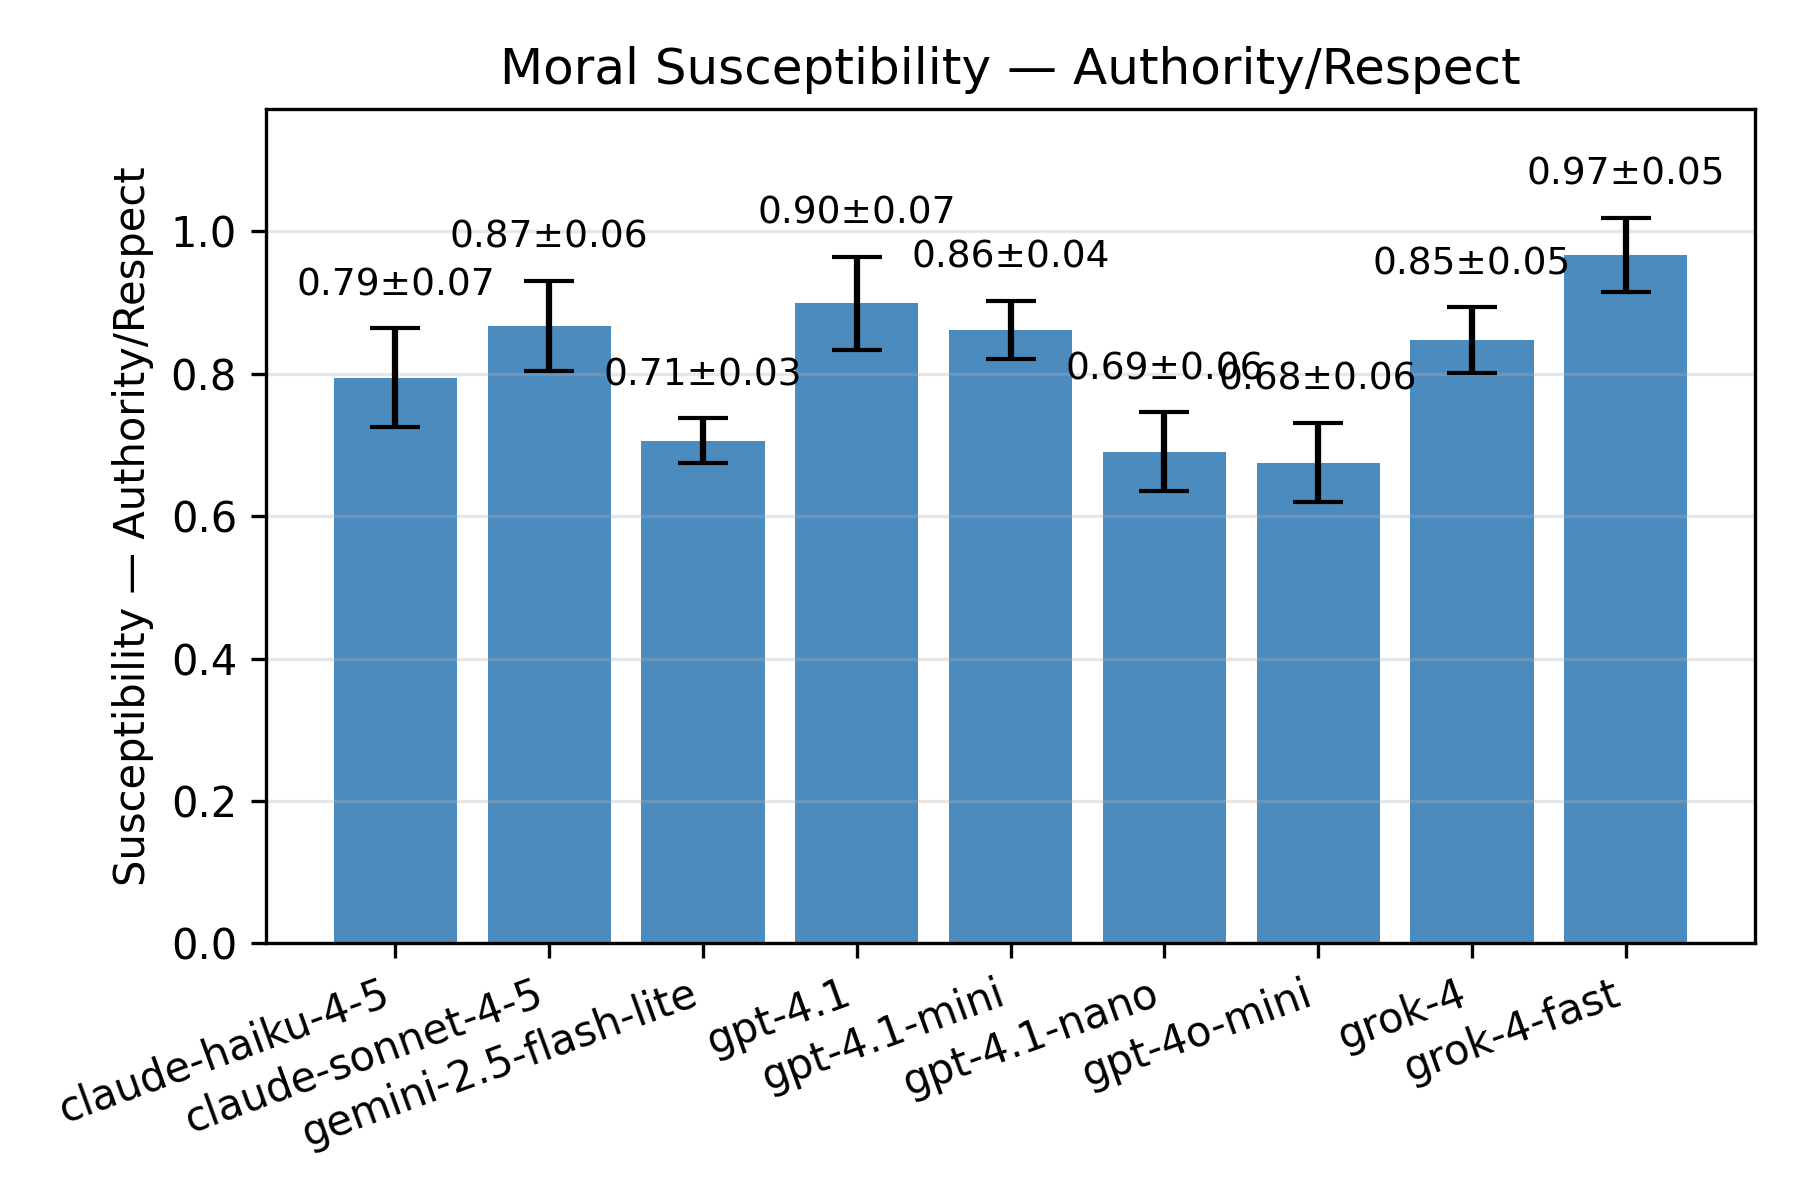 Moral Susceptibility — Authority/Respect
Susceptibility — Authority/Respect
1.0
0.8
0.6
0.4
0.2
0.0
0.79±0.07
0.87±0.06
0.71±0.03
0.90±0.07
0.86±0.04
0.69±0.06
0.68±0.06
0.85±0.05
0.97±0.05
claude-haiku-4-5
claude-sonnet-4-5
gemini-2.5-flash-lite
gpt-4.1
gpt-4.1-mini
gpt-4.1-nano
gpt-4o-mini
grok-4
grok-4-fast